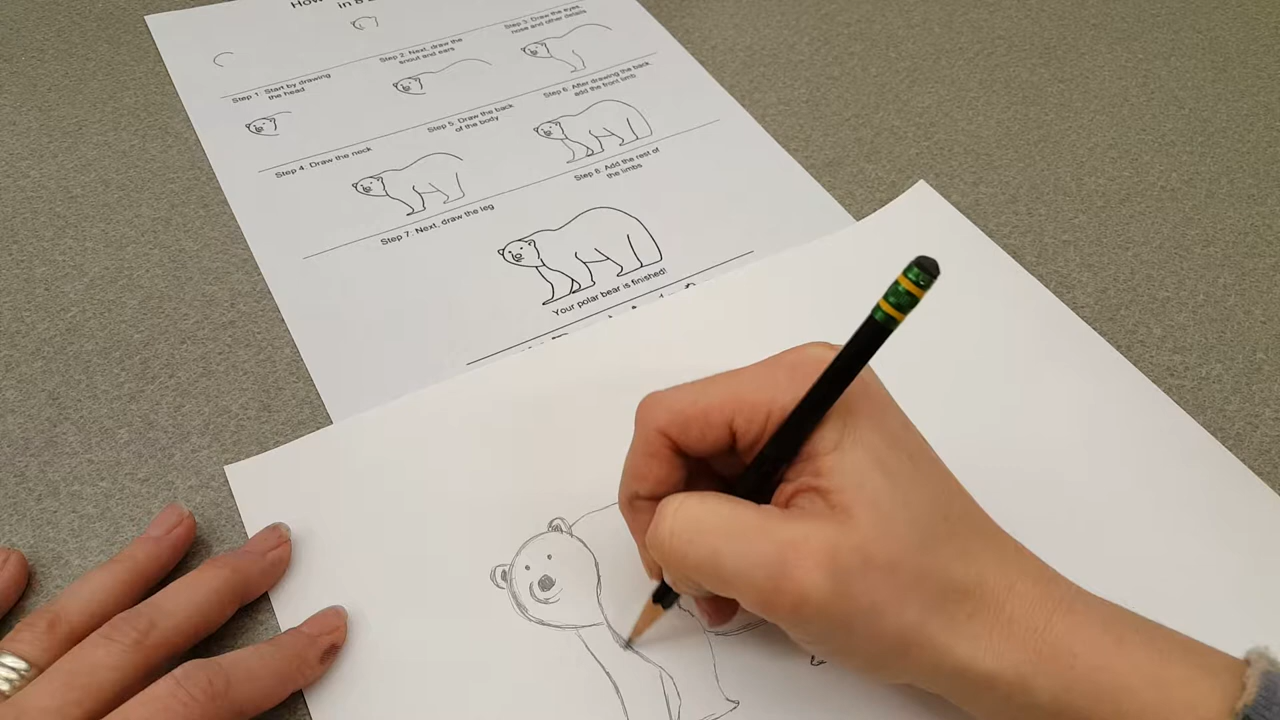 How
in 8
Step 1: Start by drawing
the head
Step 2: Next, draw the
snout and ears
Step 3: Draw the eyes,
nose and other details
Step 4: Draw the neck
Step 5: Draw the back
of the body
Step 6: After drawing the back,
add the front limb
Step 7: Next, draw the leg
Step 8: Add the rest of
the limbs
Your polar bear is finished!